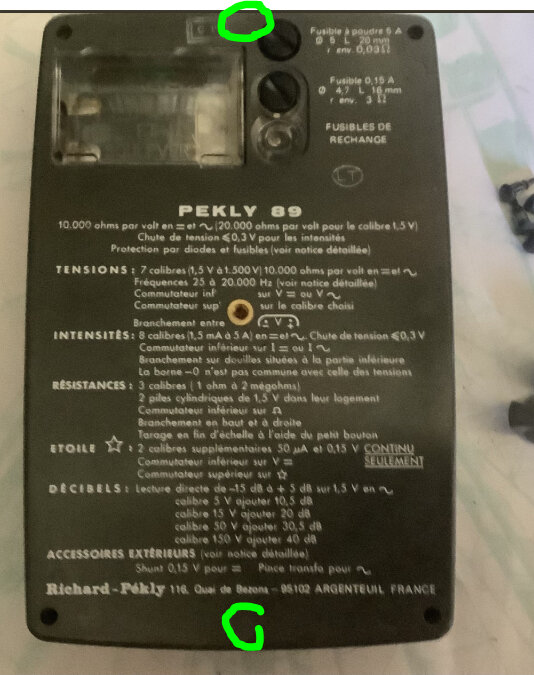 Fusible à poudre 6 A
Ø 6 L 20 mm
r env. 0,03 Ω
Fusible 0,15 A
Ø 4,7 L 16 mm
r env. 3 Ω
FUSIBLES DE
RECHANGE
LT
PEKLY 89
10.000 ohms par volt en ⎓ et ∿ (20.000 ohms par volt pour le calibre 1,5 V)
Chute de tension ⩽ 0,3 V pour les intensités
Protection par diodes et fusibles (voir notice détaillée)
TENSIONS : 7 calibres (1,5 V à 1.500 V) 10.000 ohms par volt en ⎓ et ∿
Fréquences 25 à 20.000 Hz (voir notice détaillée)
Commutateur infr sur V ⎓ ou V ∿
Commutateur supr sur le calibre choisi
Branchement entre – V +
INTENSITÉS : 8 calibres (1,5 mA à 5 A) en ⎓ et ∿. Chute de tension ⩽ 0,3 V
Commutateur inférieur sur I ⎓ ou I ∿
Branchement sur douilles situées à la partie inférieure
La borne –0 n'est pas commune avec celle des tensions
RÉSISTANCES : 3 calibres ( 1 ohm à 2 mégohms)
2 piles cylindriques de 1,5 V dans leur logement
Commutateur inférieur sur Ω
Branchement en haut et à droite
Tarage en fin d'échelle à l'aide du petit bouton
ETOILE ☆ : 2 calibres supplémentaires 50 µA et 0,15 V CONTINU
Commutateur inférieur sur V ⎓ SEULEMENT
Commutateur supérieur sur ☆
DÉCIBELS : Lecture directe de –15 dB à + 5 dB sur 1,5 V en ∿
calibre 5 V ajouter 10,5 dB
calibre 15 V ajouter 20 dB
calibre 50 V ajouter 30,5 dB
calibre 150 V ajouter 40 dB
ACCESSOIRES EXTÉRIEURS (voir notice détaillée)
Shunt 0,15 V pour ⎓ Pince transfo pour ∿
Richard-Pékly 116, Quai de Bezons – 95102 ARGENTEUIL FRANCE